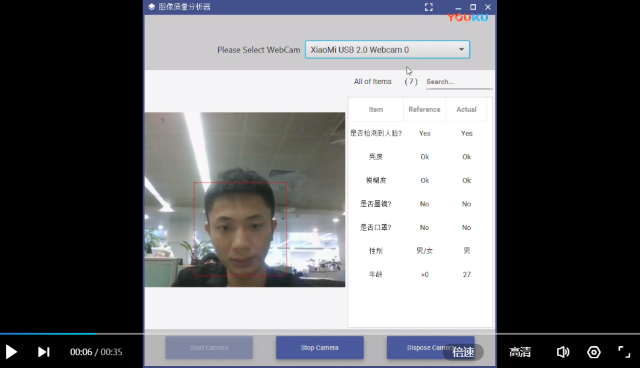 图像质量分析器
YOUKU
Please Select WebCam
XiaoMi USB 2.0 Webcam 0
All of items ( 7 ) Search...
Item Reference Actual
是否检测到人脸? Yes Yes
亮度 Ok Ok
模糊度 Ok Ok
是否墨镜? No No
是否口罩? No No
性别 男/女 男
年龄 >0 27
Start Camera Stop Camera Dispose Camera
00:06 / 00:35 倍速 高清